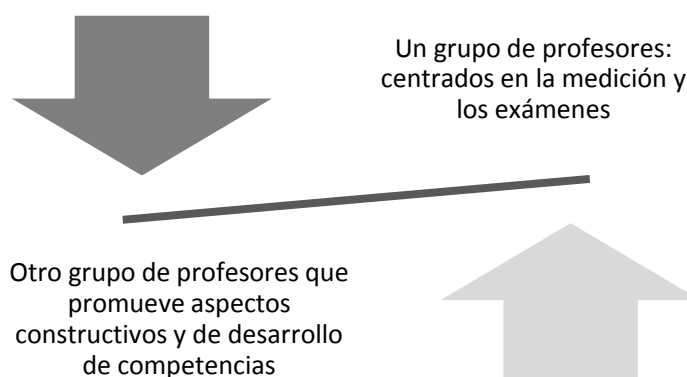 Un grupo de profesores:
centrados en la medición y
los exámenes
Otro grupo de profesores que
promueve aspectos
constructivos y de desarrollo
de competencias